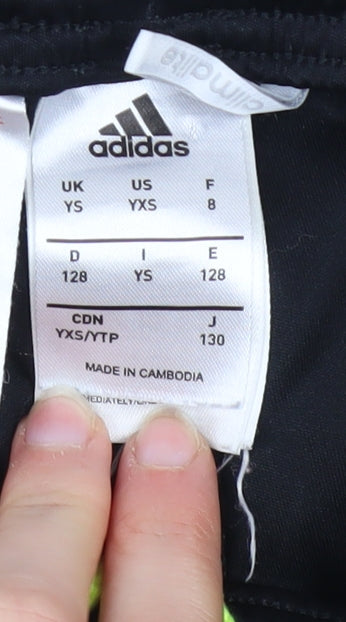 climalite
adidas
UK US F
YS YXS 8
D I E
128 YS 128
CDN J
YXS/YTP 130
MADE IN CAMBODIA